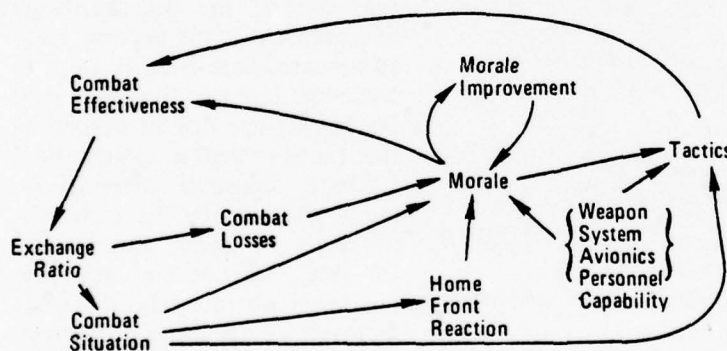 Combat
Effectiveness
Morale
Improvement
Tactics
Morale
Combat
Losses
Weapon
System
Avionics
Personnel
Capability
Exchange
Ratio
Home
Front
Reaction
Combat
Situation